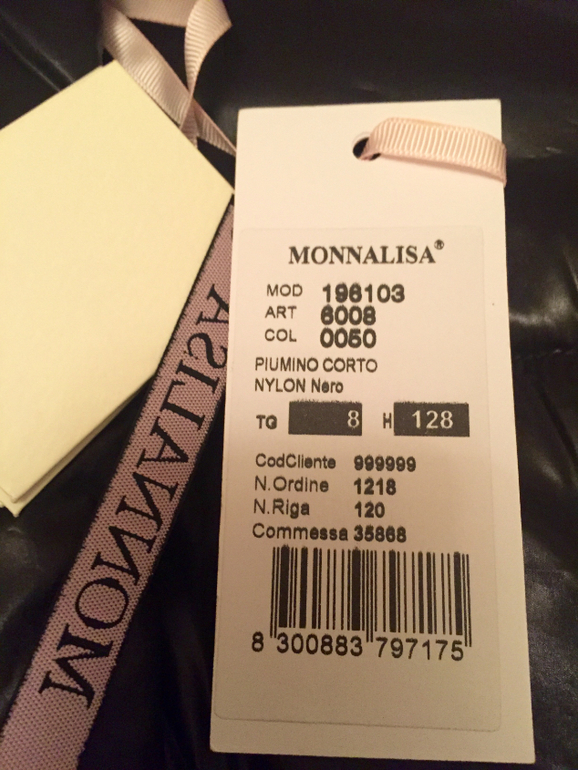 MONNALISA®
MOD 196103
ART 6008
COL 0050
PIUMINO CORTO
NYLON Nero
TG 8 H 128
CodCliente 999999
N.Ordine 1218
N.Riga 120
Commessa 35868
8 300883 797175
MONNALISA